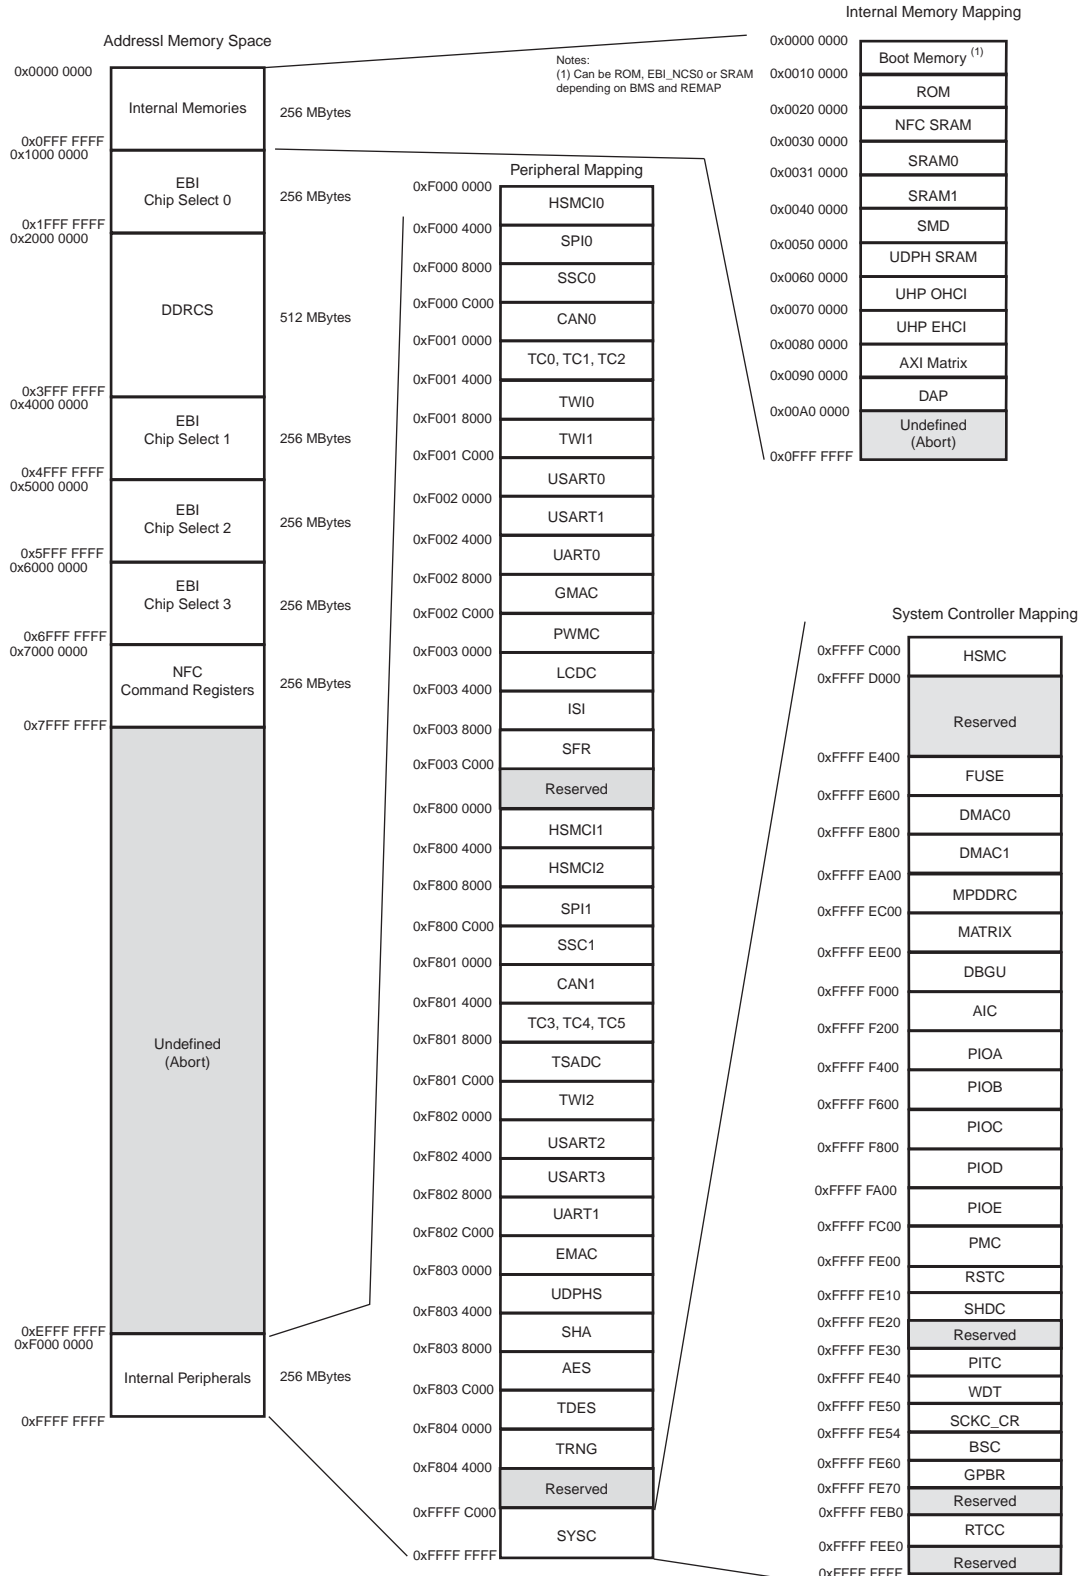 Addressl Memory Space
0x0000 0000
Internal Memories
256 MBytes
0x0FFF FFFF
0x1000 0000
EBI
Chip Select 0
256 MBytes
0x1FFF FFFF
0x2000 0000
DDRCS
512 MBytes
0x3FFF FFFF
0x4000 0000
EBI
Chip Select 1
256 MBytes
0x4FFF FFFF
0x5000 0000
EBI
Chip Select 2
256 MBytes
0x5FFF FFFF
0x6000 0000
EBI
Chip Select 3
256 MBytes
0x6FFF FFFF
0x7000 0000
NFC
Command Registers
256 MBytes
0x7FFF FFFF
Undefined
(Abort)
0xEFFF FFFF
0xF000 0000
Internal Peripherals
256 MBytes
0xFFFF FFFF
Notes:
(1) Can be ROM, EBI_NCS0 or SRAM
depending on BMS and REMAP
Peripheral Mapping
0xF000 0000
HSMCI0
0xF000 4000
SPI0
0xF000 8000
SSC0
0xF000 C000
CAN0
0xF001 0000
TC0, TC1, TC2
0xF001 4000
TWI0
0xF001 8000
TWI1
0xF001 C000
USART0
0xF002 0000
USART1
0xF002 4000
UART0
0xF002 8000
GMAC
0xF002 C000
PWMC
0xF003 0000
LCDC
0xF003 4000
ISI
0xF003 8000
SFR
0xF003 C000
Reserved
0xF800 0000
HSMCI1
0xF800 4000
HSMCI2
0xF800 8000
SPI1
0xF800 C000
SSC1
0xF801 0000
CAN1
0xF801 4000
TC3, TC4, TC5
0xF801 8000
TSADC
0xF801 C000
TWI2
0xF802 0000
USART2
0xF802 4000
USART3
0xF802 8000
UART1
0xF802 C000
EMAC
0xF803 0000
UDPHS
0xF803 4000
SHA
0xF803 8000
AES
0xF803 C000
TDES
0xF804 0000
TRNG
0xF804 4000
Reserved
0xFFFF C000
SYSC
0xFFFF FFFF
Internal Memory Mapping
0x0000 0000
Boot Memory (1)
0x0010 0000
ROM
0x0020 0000
NFC SRAM
0x0030 0000
SRAM0
0x0031 0000
SRAM1
0x0040 0000
SMD
0x0050 0000
UDPH SRAM
0x0060 0000
UHP OHCI
0x0070 0000
UHP EHCI
0x0080 0000
AXI Matrix
0x0090 0000
DAP
0x00A0 0000
Undefined
(Abort)
0x0FFF FFFF
System Controller Mapping
0xFFFF C000
HSMC
0xFFFF D000
Reserved
0xFFFF E400
FUSE
0xFFFF E600
DMAC0
0xFFFF E800
DMAC1
0xFFFF EA00
MPDDRC
0xFFFF EC00
MATRIX
0xFFFF EE00
DBGU
0xFFFF F000
AIC
0xFFFF F200
PIOA
0xFFFF F400
PIOB
0xFFFF F600
PIOC
0xFFFF F800
PIOD
0xFFFF FA00
PIOE
0xFFFF FC00
PMC
0xFFFF FE00
RSTC
0xFFFF FE10
SHDC
0xFFFF FE20
Reserved
0xFFFF FE30
PITC
0xFFFF FE40
WDT
0xFFFF FE50
SCKC_CR
0xFFFF FE54
BSC
0xFFFF FE60
GPBR
0xFFFF FE70
Reserved
0xFFFF FEB0
RTCC
0xFFFF FEE0
Reserved
0xFFFF FFFF